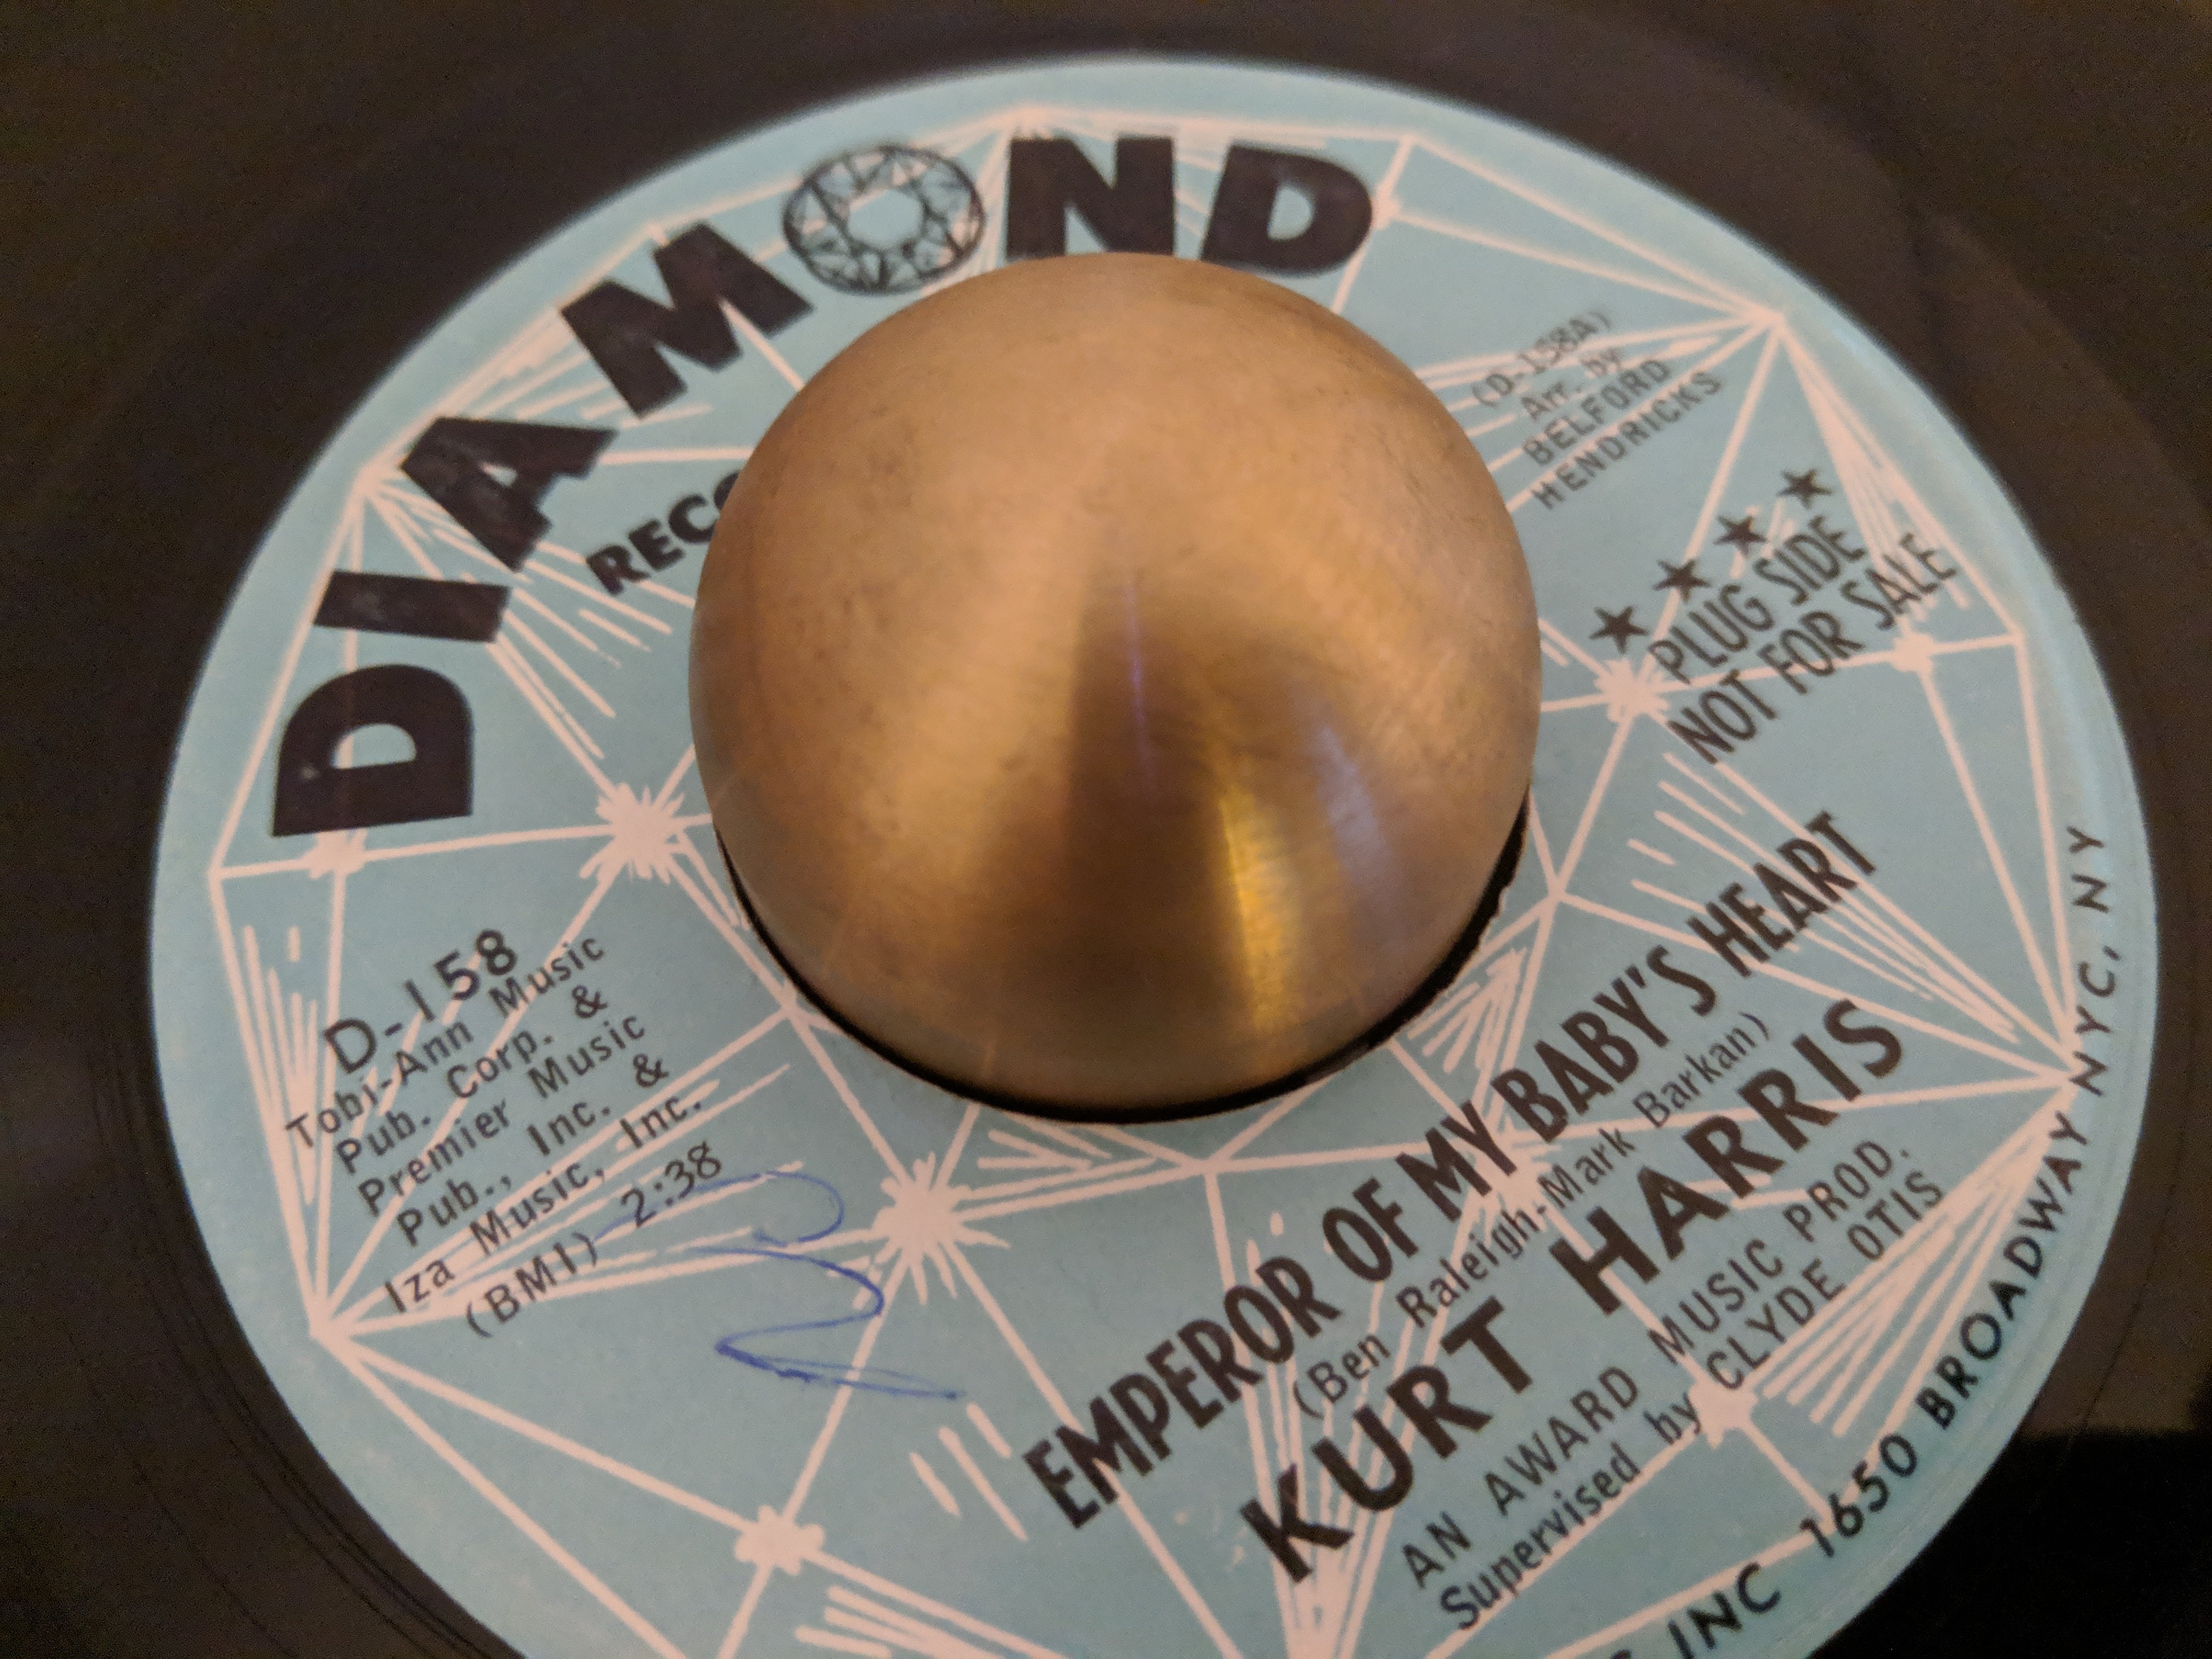 DIAMOND
(D-158A)
Arr. by
BELFORD
HENDRICKS
★ ★ ★ ★
PLUG SIDE
NOT FOR SALE
D-158
Tobi-Ann Music
Pub. Corp. &
Premier Music
Pub., Inc. &
Iza Music, Inc.
(BMI) 2:38
EMPEROR OF MY BABY'S HEART
(Ben Raleigh-Mark Barkan)
KURT HARRIS
AN AWARD MUSIC PROD.
Supervised by CLYDE OTIS
INC 1650 BROADWAY NYC, NY